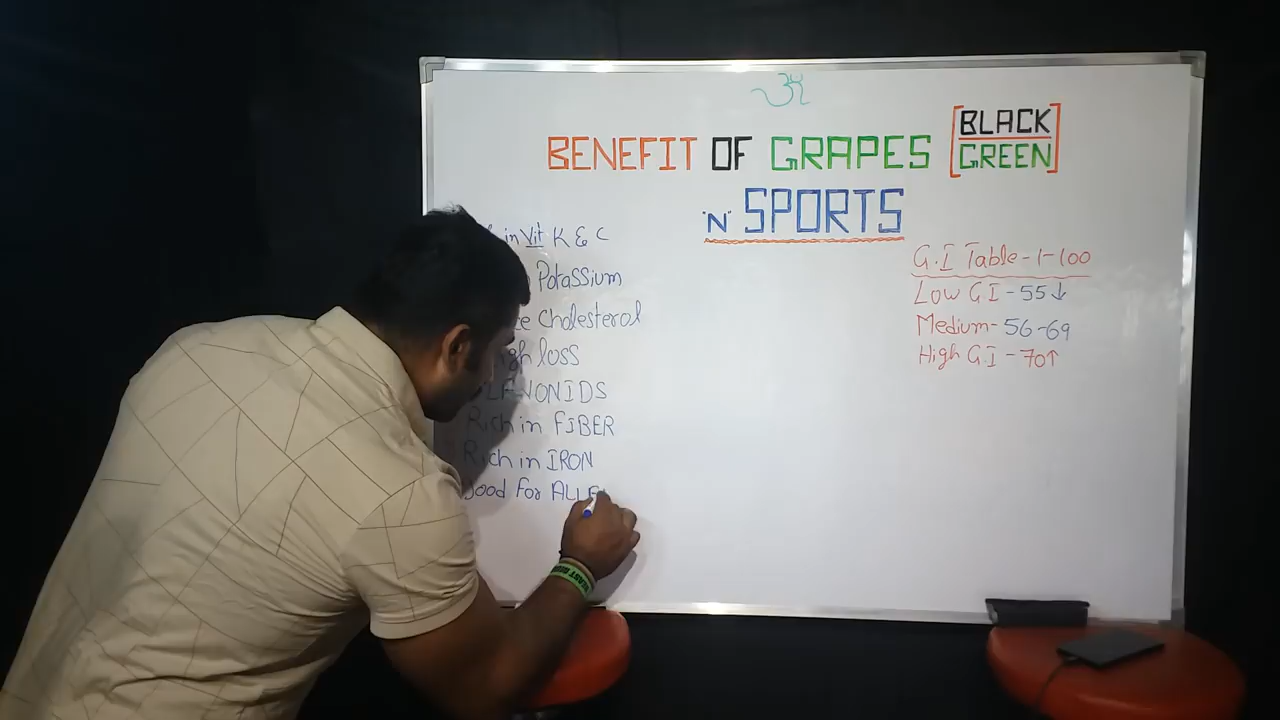 ॐ
BENEFIT OF GRAPES [BLACK
GREEN]
"N" SPORTS
in Vit K & C
Potassium
Cholesterol
loss
Rich in FIBER
Rich in IRON
Good for
G.I Table - 1-100
Low G I - 55↓
Medium - 56-69
High G I - 70↑